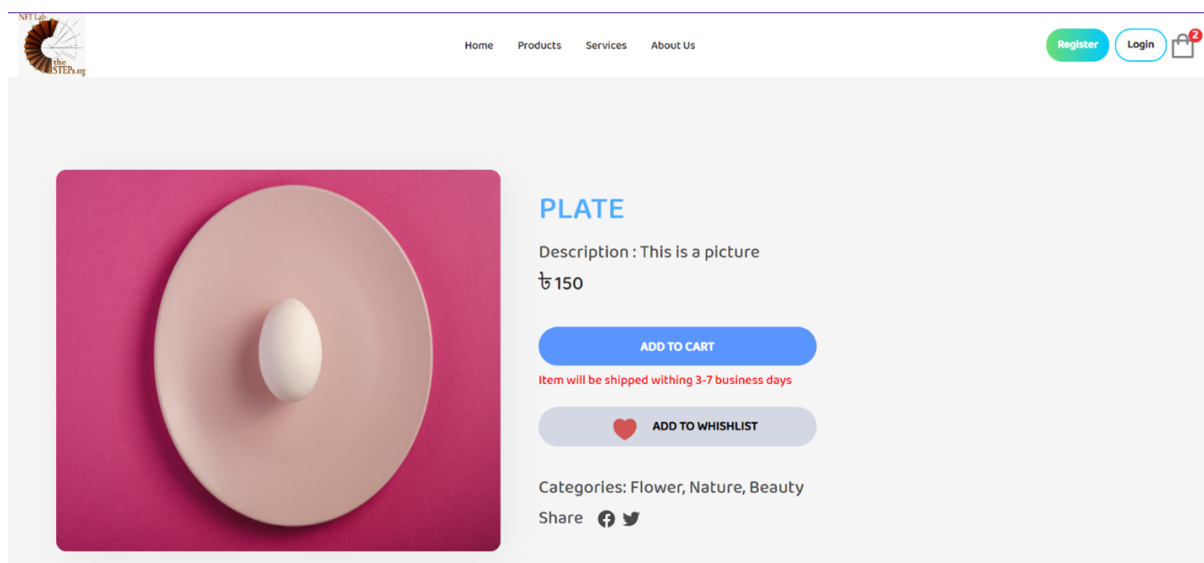 NFT Lab
the
STEPs.org
Home Products Services About Us
Register Login 2
PLATE
Description : This is a picture
৳ 150
ADD TO CART
Item will be shipped withing 3-7 business days
ADD TO WHISHLIST
Categories: Flower, Nature, Beauty
Share